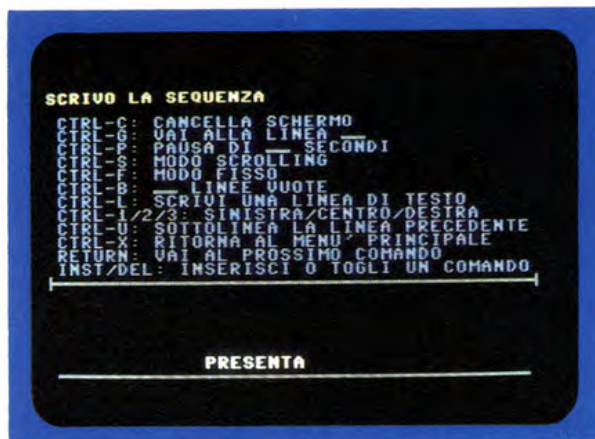 SCRIVO LA SEQUENZA
CTRL-C: CANCELLA SCHERMO
CTRL-G: VAI ALLA LINEA __
CTRL-P: PAUSA DI __ SECONDI
CTRL-S: MODO SCROLLING
CTRL-F: MODO FISSO
CTRL-B: __ LINEE VUOTE
CTRL-L: SCRIVI UNA LINEA DI TESTO
CTRL-1/2/3: SINISTRA/CENTRO/DESTRA
CTRL-U: SOTTOLINEA LA LINEA PRECEDENTE
CTRL-X: RITORNA AL MENU' PRINCIPALE
RETURN: VAI AL PROSSIMO COMANDO
INST/DEL: INSERISCI O TOGLI UN COMANDO
PRESENTA